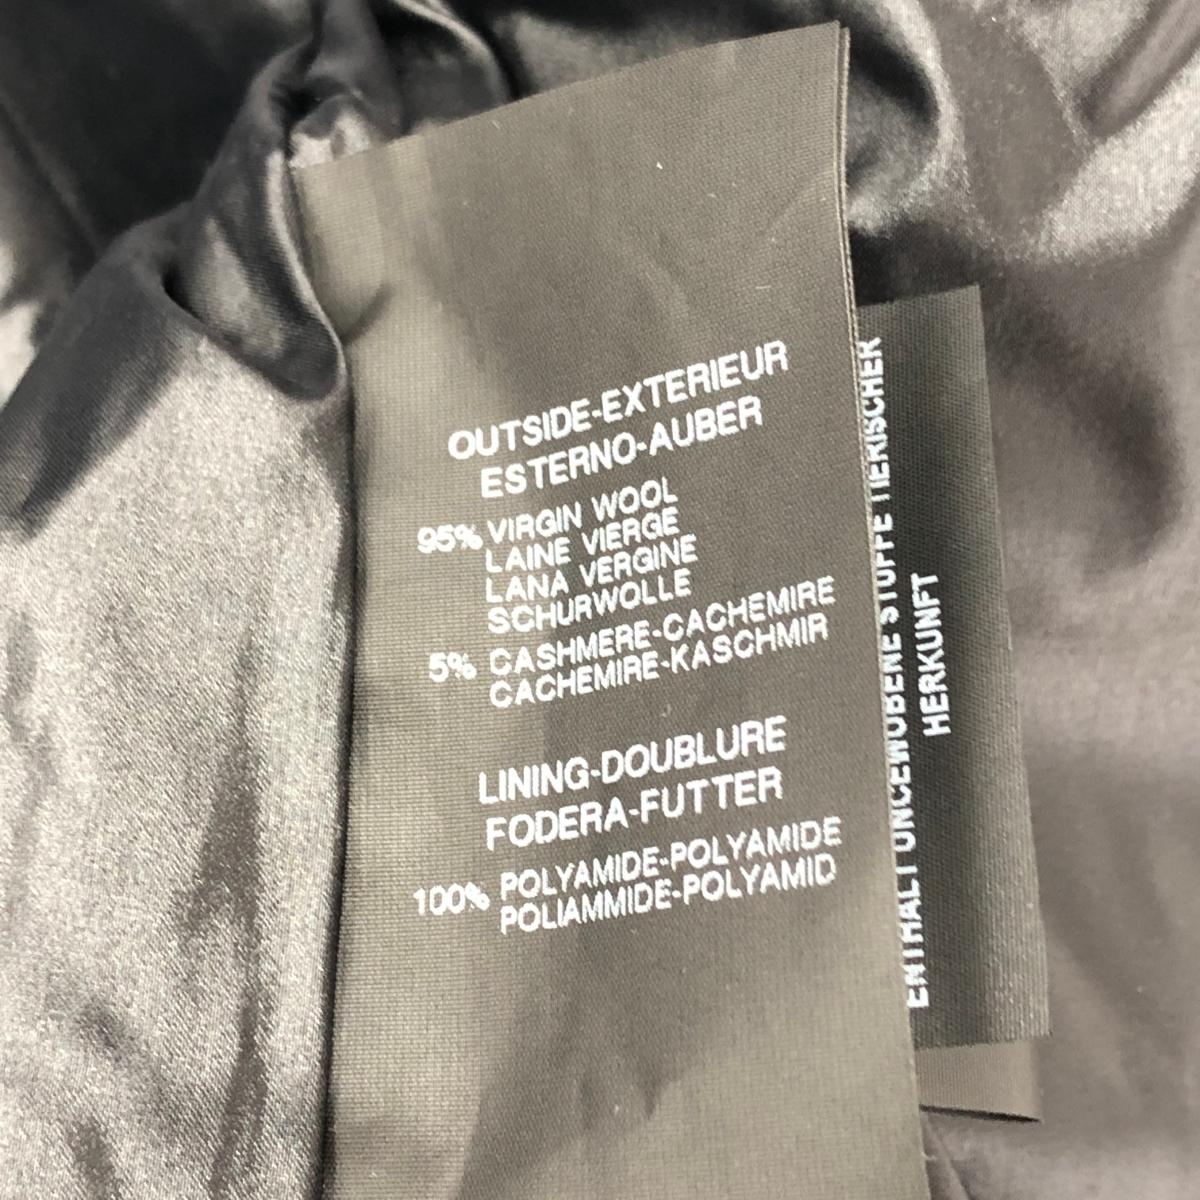 OUTSIDE-EXTERIEUR
ESTERNO-AUBER
95% VIRGIN WOOL
LAINE VIERGE
LANA VERGINE
SCHURWOLLE
5% CASHMERE-CACHEMIRE
CACHEMIRE-KASCHMIR
LINING-DOUBLURE
FODERA-FUTTER
100% POLYAMIDE-POLYAMIDE
POLIAMMIDE-POLYAMID
ENTHALT UNCEWOBENE STOFFE TIERISCHER
HERKUNFT